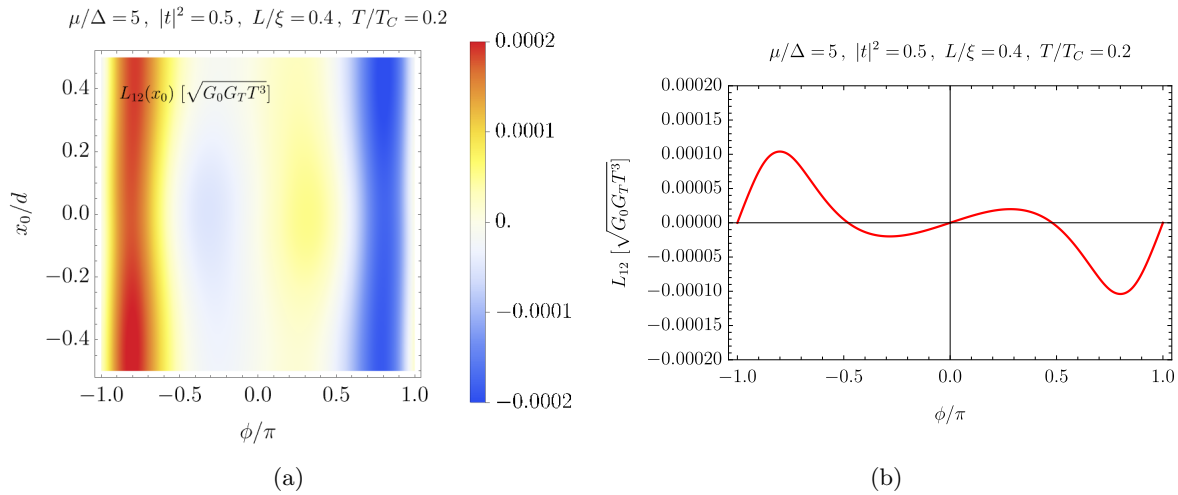 μ/Δ = 5 , |t|² = 0.5, L/ξ = 0.4, T/T_C = 0.2
L₁₂(x₀) [√(G₀G_T T³)]
x₀/d
0.4
0.2
0.0
−0.2
−0.4
−1.0 −0.5 0.0 0.5 1.0
ϕ/π
0.0002
0.0001
0.
−0.0001
−0.0002
(a)
μ/Δ = 5 , |t|² = 0.5, L/ξ = 0.4, T/T_C = 0.2
L₁₂ [√(G₀G_T T³)]
0.00020
0.00015
0.00010
0.00005
0.00000
−0.00005
−0.00010
−0.00015
−0.00020
−1.0 −0.5 0.0 0.5 1.0
ϕ/π
(b)